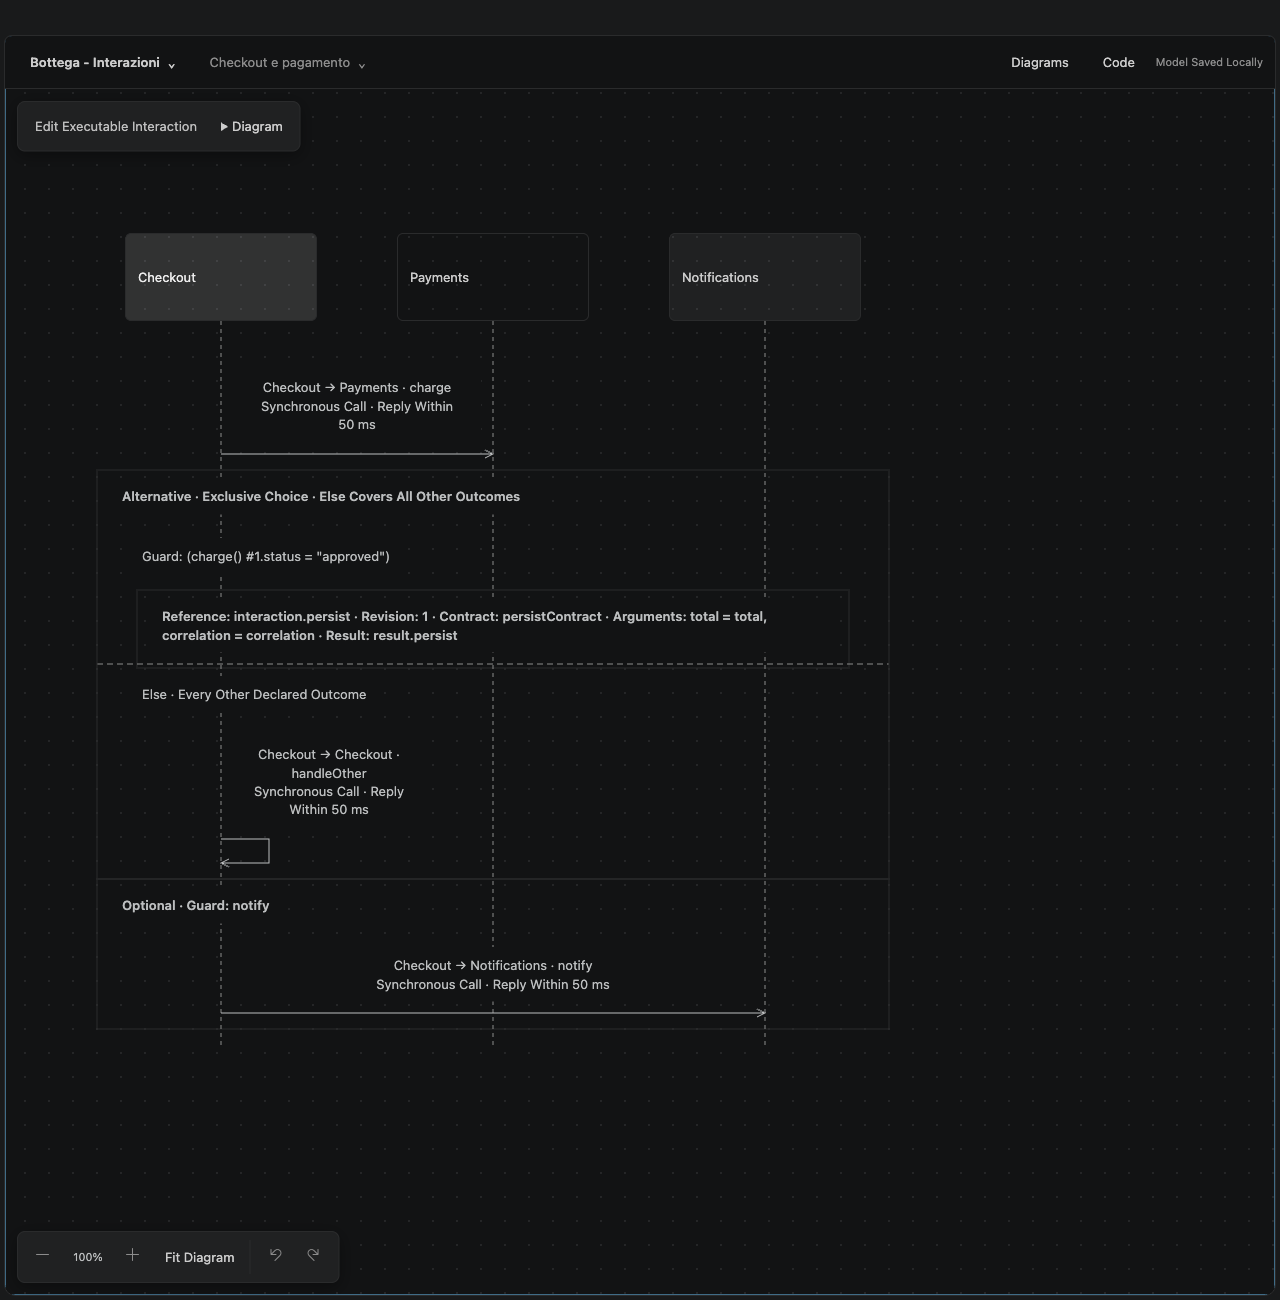 Bottega - Interazioni
Checkout e pagamento
Diagrams
Code
Model Saved Locally
Edit Executable Interaction
Diagram
Checkout
Payments
Notifications
Checkout → Payments · charge
Synchronous Call · Reply Within
50 ms
Alternative · Exclusive Choice · Else Covers All Other Outcomes
Guard: (charge() #1.status = "approved")
Reference: interaction.persist · Revision: 1 · Contract: persistContract · Arguments: total = total,
correlation = correlation · Result: result.persist
Else · Every Other Declared Outcome
Checkout → Checkout ·
handleOther
Synchronous Call · Reply
Within 50 ms
Optional · Guard: notify
Checkout → Notifications · notify
Synchronous Call · Reply Within 50 ms
100%
Fit Diagram